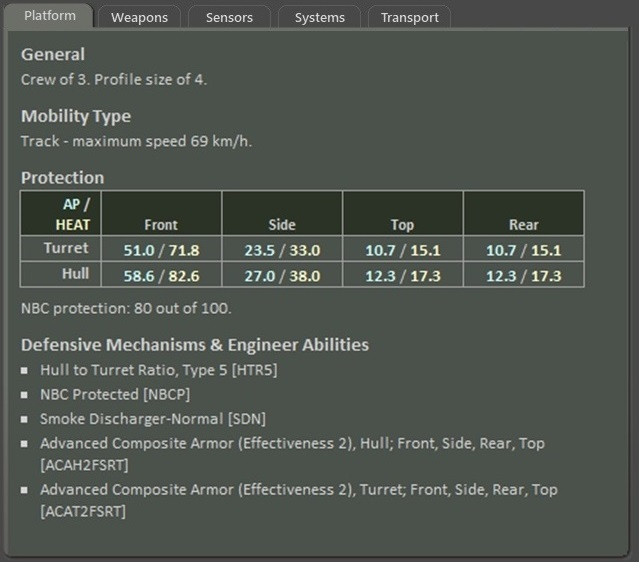 Platform Weapons Sensors Systems Transport
General
Crew of 3. Profile size of 4.
Mobility Type
Track - maximum speed 69 km/h.
Protection
AP /
HEAT Front Side Top Rear
Turret 51.0 / 71.8 23.5 / 33.0 10.7 / 15.1 10.7 / 15.1
Hull 58.6 / 82.6 27.0 / 38.0 12.3 / 17.3 12.3 / 17.3
NBC protection: 80 out of 100.
Defensive Mechanisms & Engineer Abilities
▪ Hull to Turret Ratio, Type 5 [HTR5]
▪ NBC Protected [NBCP]
▪ Smoke Discharger-Normal [SDN]
▪ Advanced Composite Armor (Effectiveness 2), Hull; Front, Side, Rear, Top
[ACAH2FSRT]
▪ Advanced Composite Armor (Effectiveness 2), Turret; Front, Side, Rear, Top
[ACAT2FSRT]